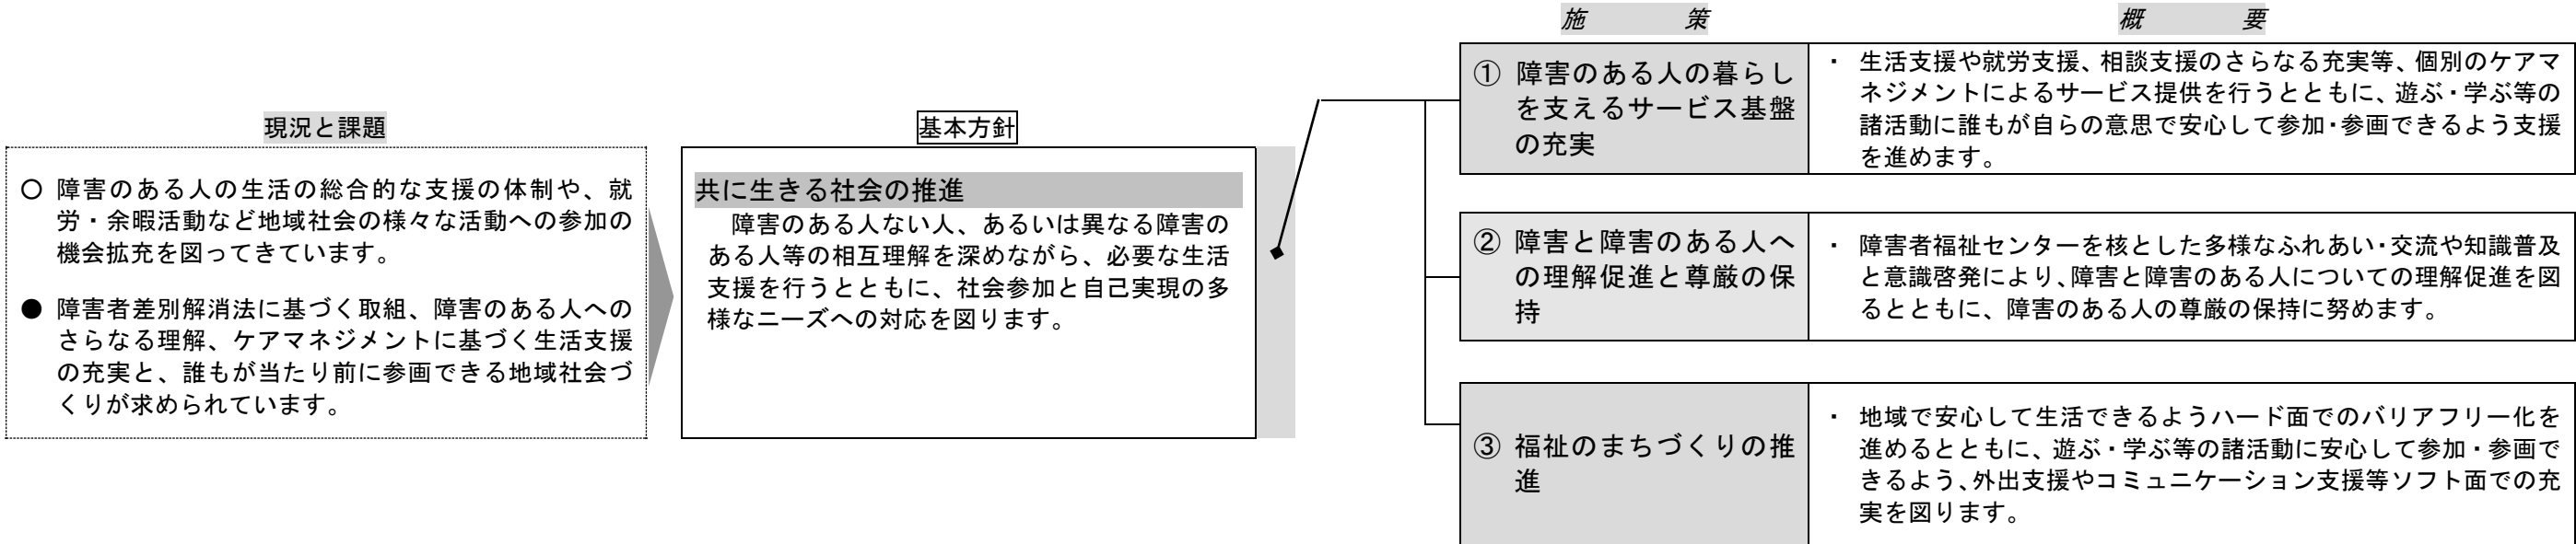 現況と課題
○ 障害のある人の生活の総合的な支援の体制や、就
労・余暇活動など地域社会の様々な活動への参加の
機会拡充を図ってきています。
● 障害者差別解消法に基づく取組、障害のある人への
さらなる理解、ケアマネジメントに基づく生活支援
の充実と、誰もが当たり前に参画できる地域社会づ
くりが求められています。
基本方針
共に生きる社会の推進
障害のある人ない人、あるいは異なる障害の
ある人等の相互理解を深めながら、必要な生活
支援を行うとともに、社会参加と自己実現の多
様なニーズへの対応を図ります。
施 策
概 要
① 障害のある人の暮らし
を支えるサービス基盤
の充実
・ 生活支援や就労支援、相談支援のさらなる充実等、個別のケアマ
ネジメントによるサービス提供を行うとともに、遊ぶ・学ぶ等の
諸活動に誰もが自らの意思で安心して参加・参画できるよう支援
を進めます。
② 障害と障害のある人へ
の理解促進と尊厳の保
持
・ 障害者福祉センターを核とした多様なふれあい・交流や知識普及
と意識啓発により、障害と障害のある人についての理解促進を図
るとともに、障害のある人の尊厳の保持に努めます。
③ 福祉のまちづくりの推
進
・ 地域で安心して生活できるようハード面でのバリアフリー化を
進めるとともに、遊ぶ・学ぶ等の諸活動に安心して参加・参画で
きるよう、外出支援やコミュニケーション支援等ソフト面での充
実を図ります。